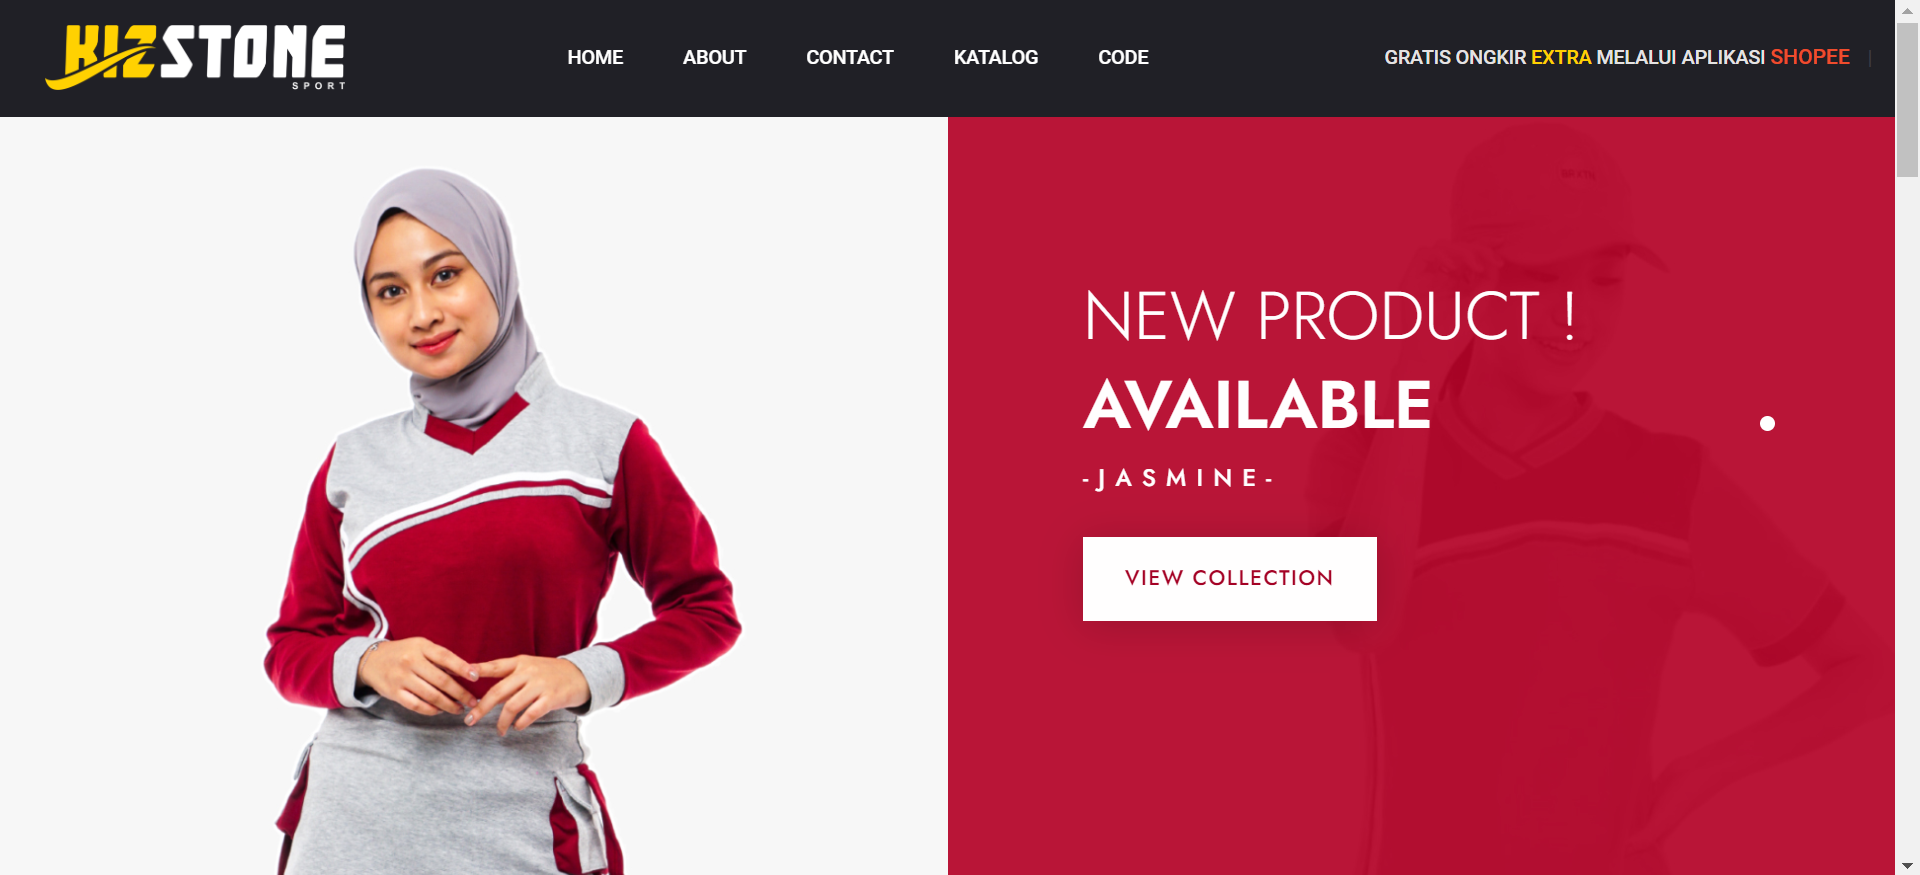 KIZSTONE
SPORT
HOME ABOUT CONTACT KATALOG CODE
GRATIS ONGKIR EXTRA MELALUI APLIKASI SHOPEE
NEW PRODUCT !
AVAILABLE
-JASMINE-
VIEW COLLECTION